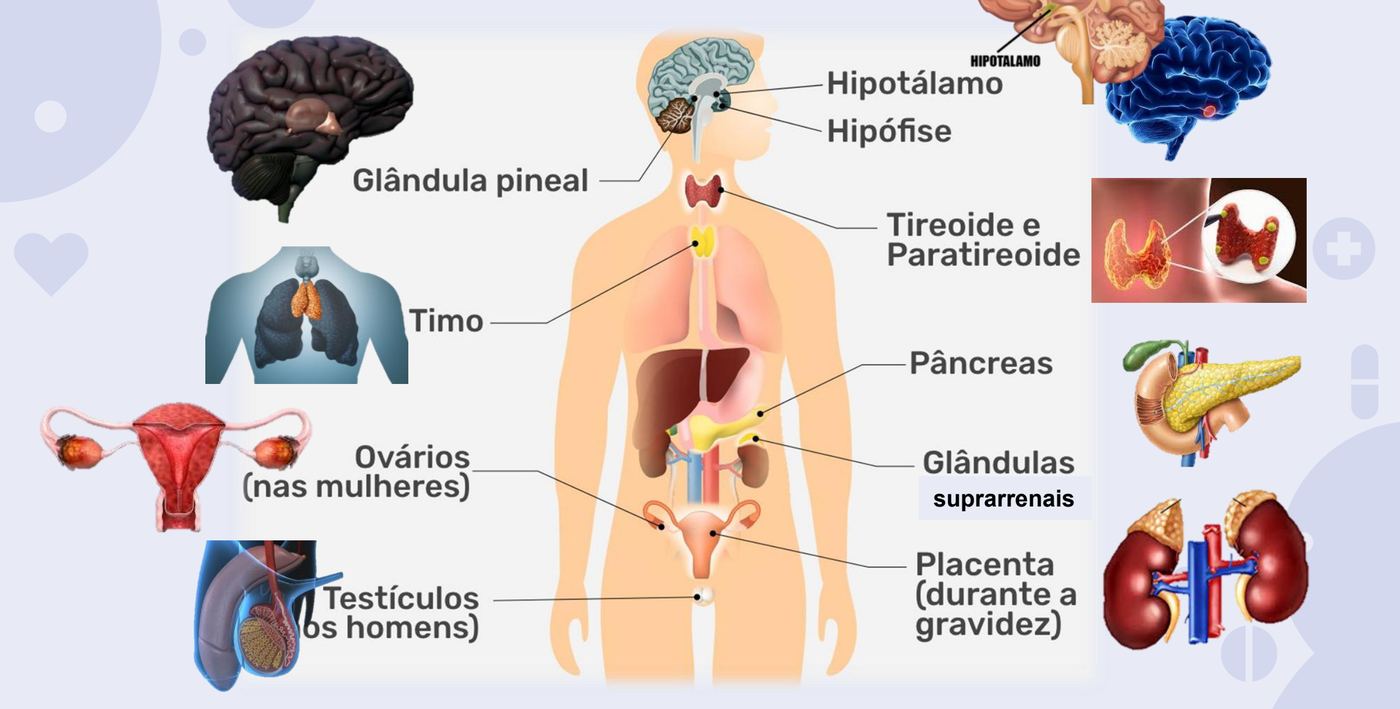 HIPOTALAMO
Hipotálamo
Hipófise
Glândula pineal
Tireoide e
Paratireoide
Timo
Pâncreas
Ovários
(nas mulheres)
Glândulas
suprarrenais
Placenta
(durante a
gravidez)
Testículos
os homens)